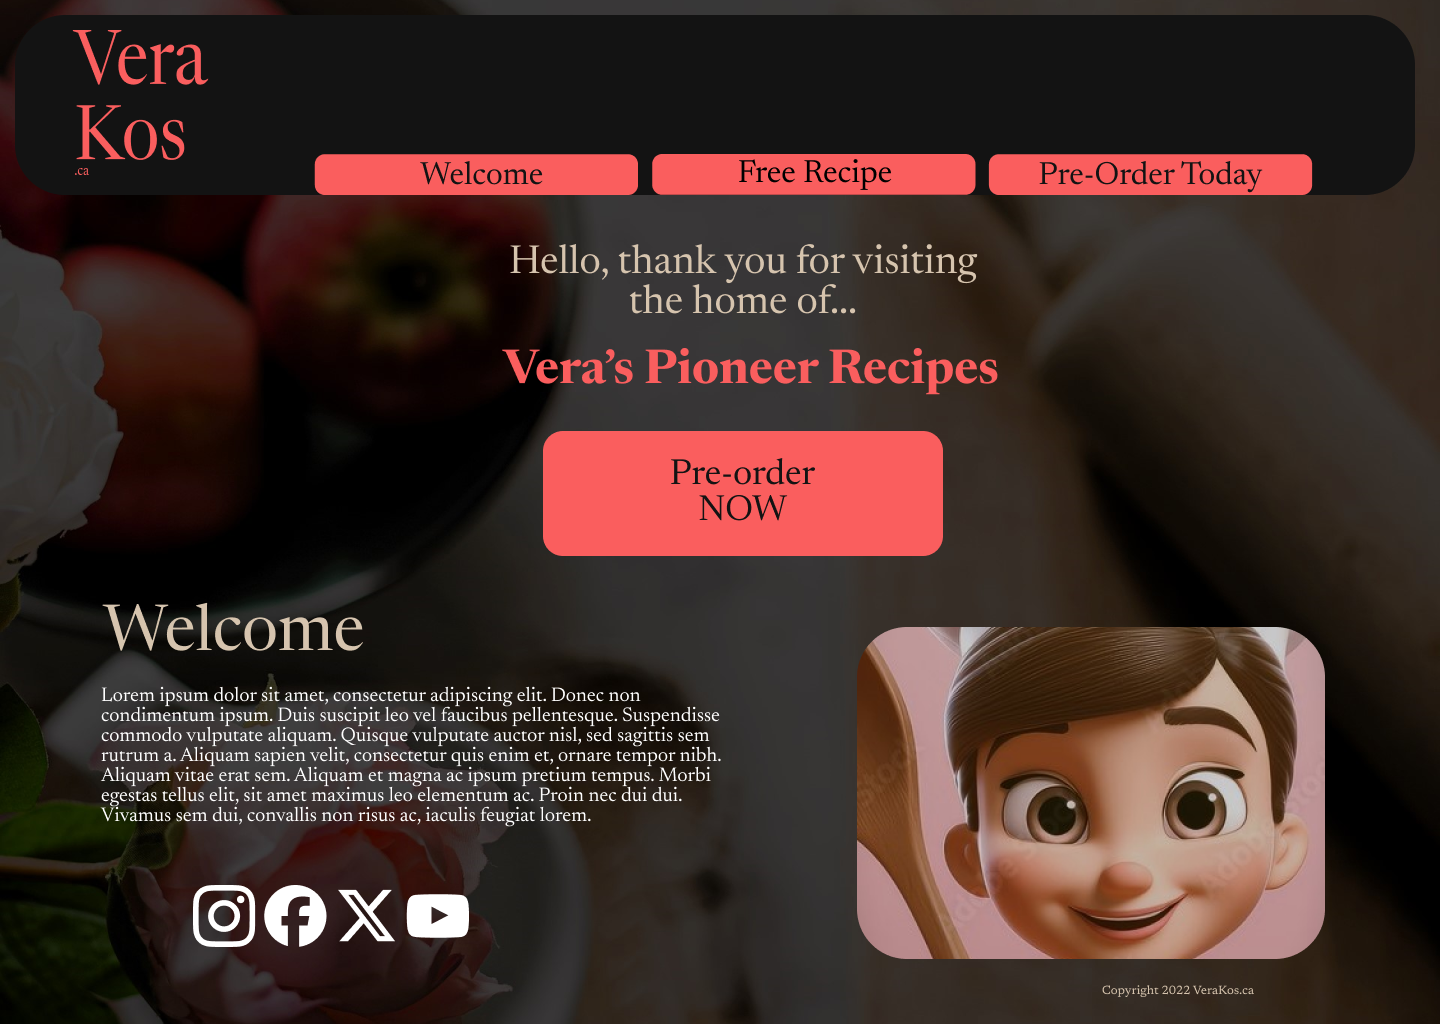 Vera
Kos
.ca
Welcome
Free Recipe
Pre-Order Today
Hello, thank you for visiting
the home of...
Vera’s Pioneer Recipes
Pre-order
NOW
Welcome
Lorem ipsum dolor sit amet, consectetur adipiscing elit. Donec non
condimentum ipsum. Duis suscipit leo vel faucibus pellentesque. Suspendisse
commodo vulputate aliquam. Quisque vulputate auctor nisl, sed sagittis sem
rutrum a. Aliquam sapien velit, consectetur quis enim et, ornare tempor nibh.
Aliquam vitae erat sem. Aliquam et magna ac ipsum pretium tempus. Morbi
egestas tellus elit, sit amet maximus leo elementum ac. Proin nec dui dui.
Vivamus sem dui, convallis non risus ac, iaculis feugiat lorem.
Copyright 2022 VeraKos.ca